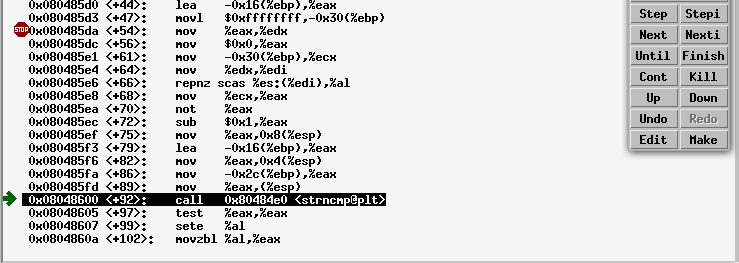 0x080485d0 <+44>: lea -0x16(%ebp),%eax
0x080485d3 <+47>: movl $0xffffffff,-0x30(%ebp)
STOP 0x080485da <+54>: mov %eax,%edx
0x080485dc <+56>: mov $0x0,%eax
0x080485e1 <+61>: mov -0x30(%ebp),%ecx
0x080485e4 <+64>: mov %edx,%edi
0x080485e6 <+66>: repnz scas %es:(%edi),%al
0x080485e8 <+68>: mov %ecx,%eax
0x080485ea <+70>: not %eax
0x080485ec <+72>: sub $0x1,%eax
0x080485ef <+75>: mov %eax,0x8(%esp)
0x080485f3 <+79>: lea -0x16(%ebp),%eax
0x080485f6 <+82>: mov %eax,0x4(%esp)
0x080485fa <+86>: mov -0x2c(%ebp),%eax
0x080485fd <+89>: mov %eax,(%esp)
0x08048600 <+92>: call 0x80484e0 <strncmp@plt>
0x08048605 <+97>: test %eax,%eax
0x08048607 <+99>: sete %al
0x0804860a <+102>: movzbl %al,%eax
Step Stepi
Next Nexti
Until Finish
Cont Kill
Up Down
Undo Redo
Edit Make